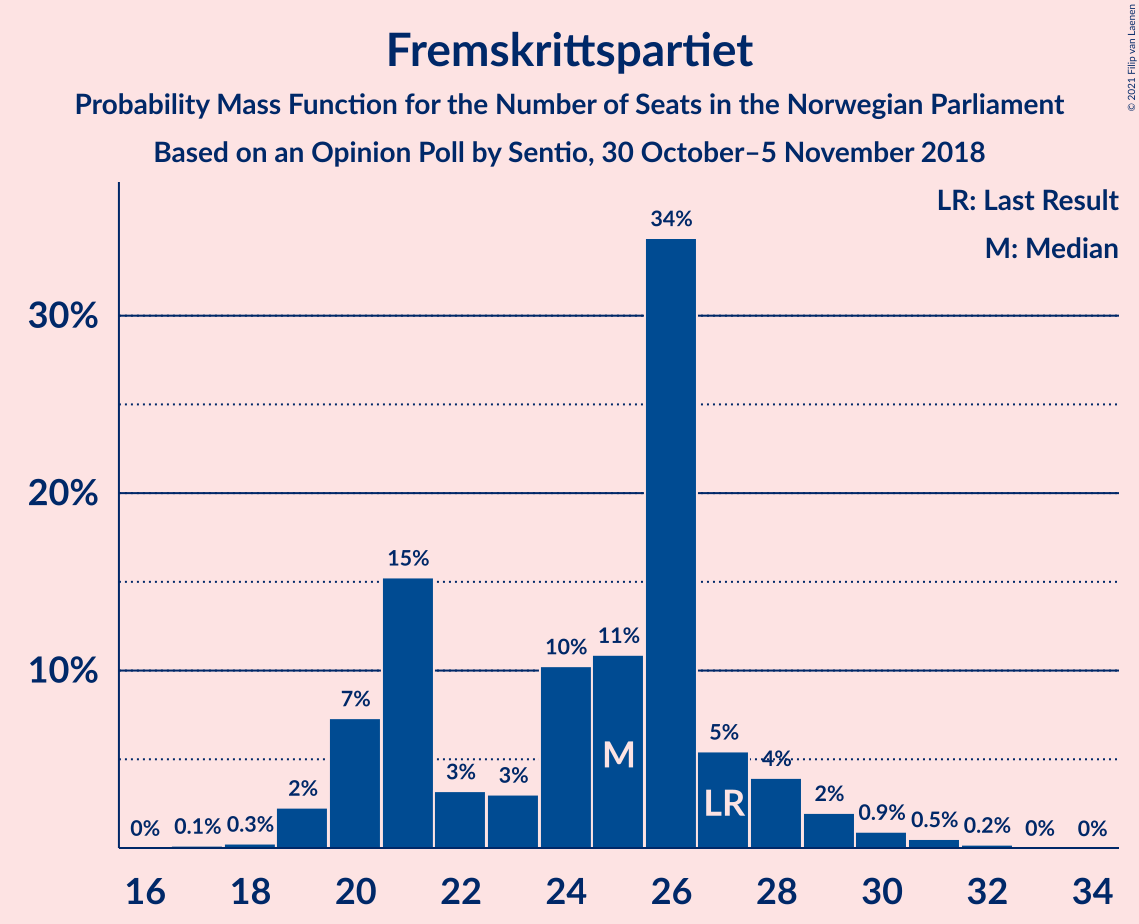 Fremskrittspartiet
Probability Mass Function for the Number of Seats in the Norwegian Parliament
Based on an Opinion Poll by Sentio, 30 October–5 November 2018
© 2021 Filip van Laenen
LR: Last Result
M: Median
34%
30%
20%
15%
10%
11%
10%
7%
5%
4%
3%
3%
2%
2%
0%
0.1%
0.3%
0.9%
0.5%
0.2%
0%
0%
M
LR
16 18 20 22 24 26 28 30 32 34